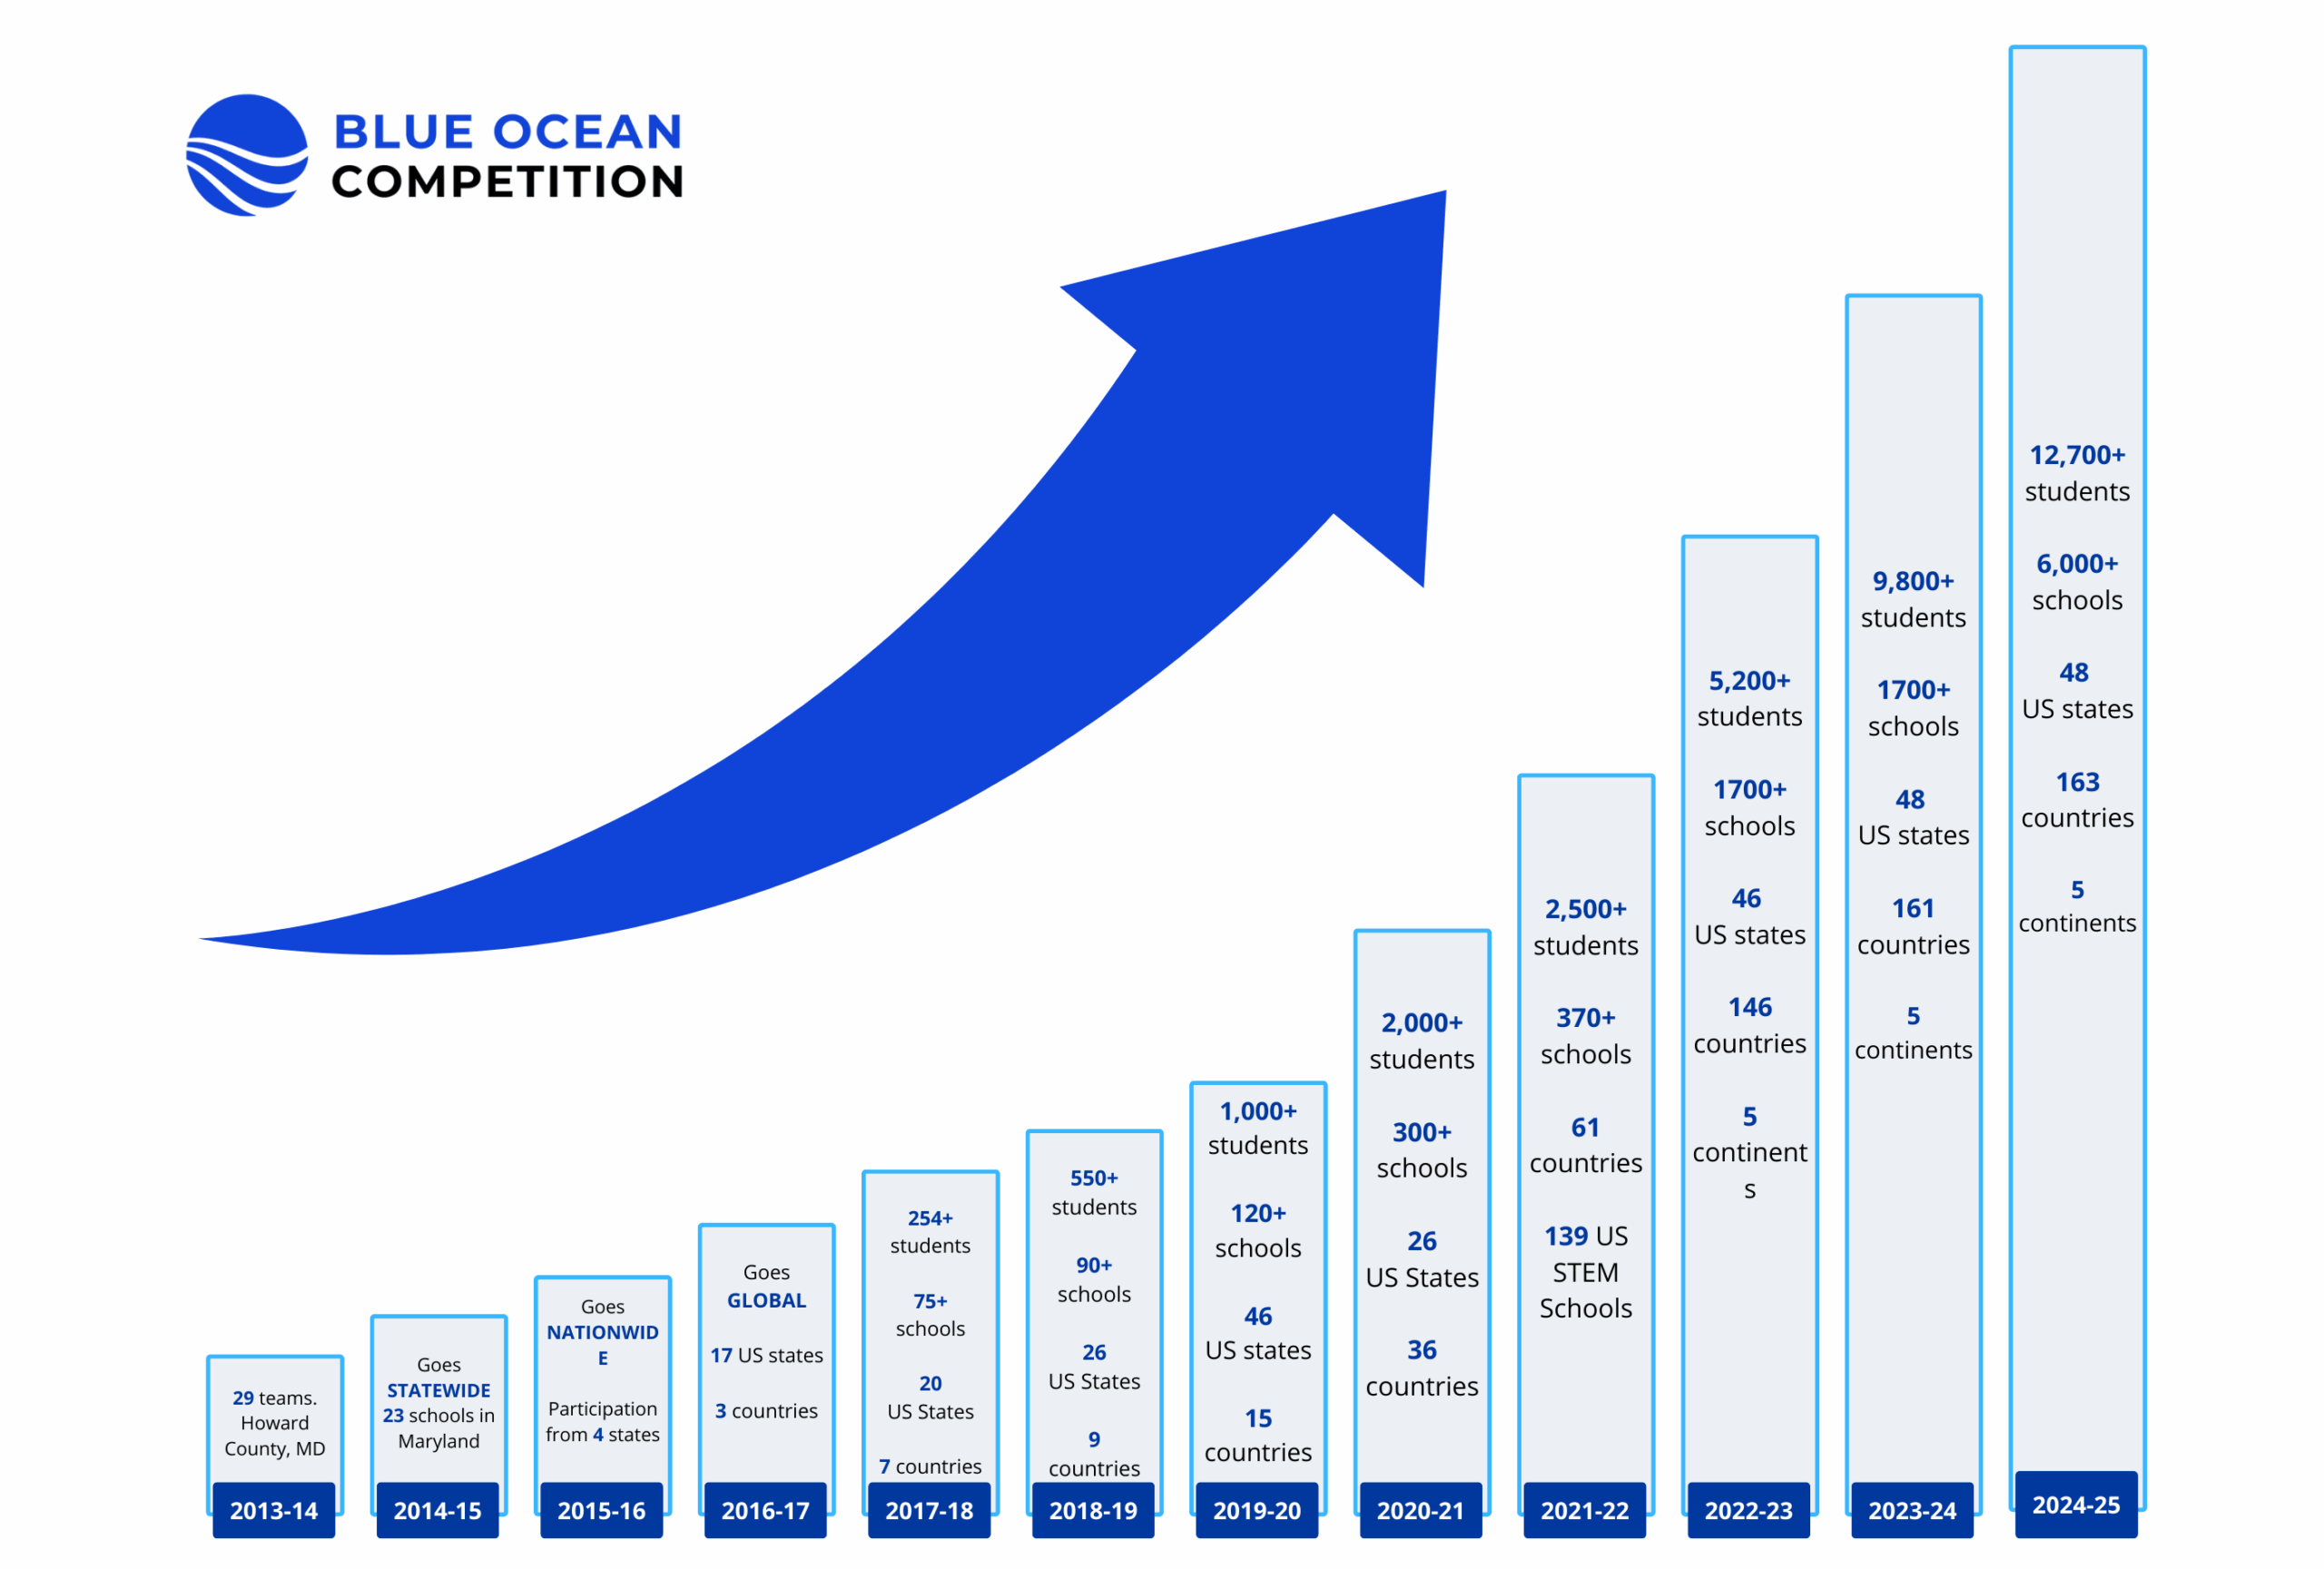 BLUE OCEAN
COMPETITION
29 teams.
Howard
County, MD
2013-14
Goes
STATEWIDE
23 schools in
Maryland
2014-15
Goes
NATIONWID
E
Participation
from 4 states
2015-16
Goes
GLOBAL
17 US states
3 countries
2016-17
254+
students
75+
schools
20
US States
7 countries
2017-18
550+
students
90+
schools
26
US States
9
countries
2018-19
1,000+
students
120+
schools
46
US states
15
countries
2019-20
2,000+
students
300+
schools
26
US States
36
countries
2020-21
2,500+
students
370+
schools
61
countries
139 US
STEM
Schools
2021-22
5,200+
students
1700+
schools
46
US states
146
countries
5
continent
s
2022-23
9,800+
students
1700+
schools
48
US states
161
countries
5
continents
2023-24
12,700+
students
6,000+
schools
48
US states
163
countries
5
continents
2024-25